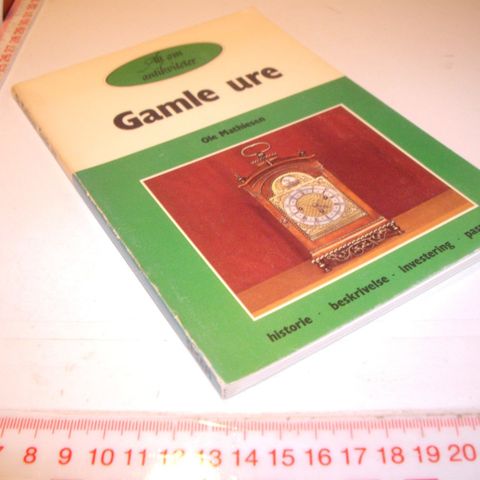 Alt om
antikviteter
Gamle ure
Ole Mathiesen
historie · beskrivelse · investering ·
7 8 9 10 11 12 13 14 15 16 17 18 19 20